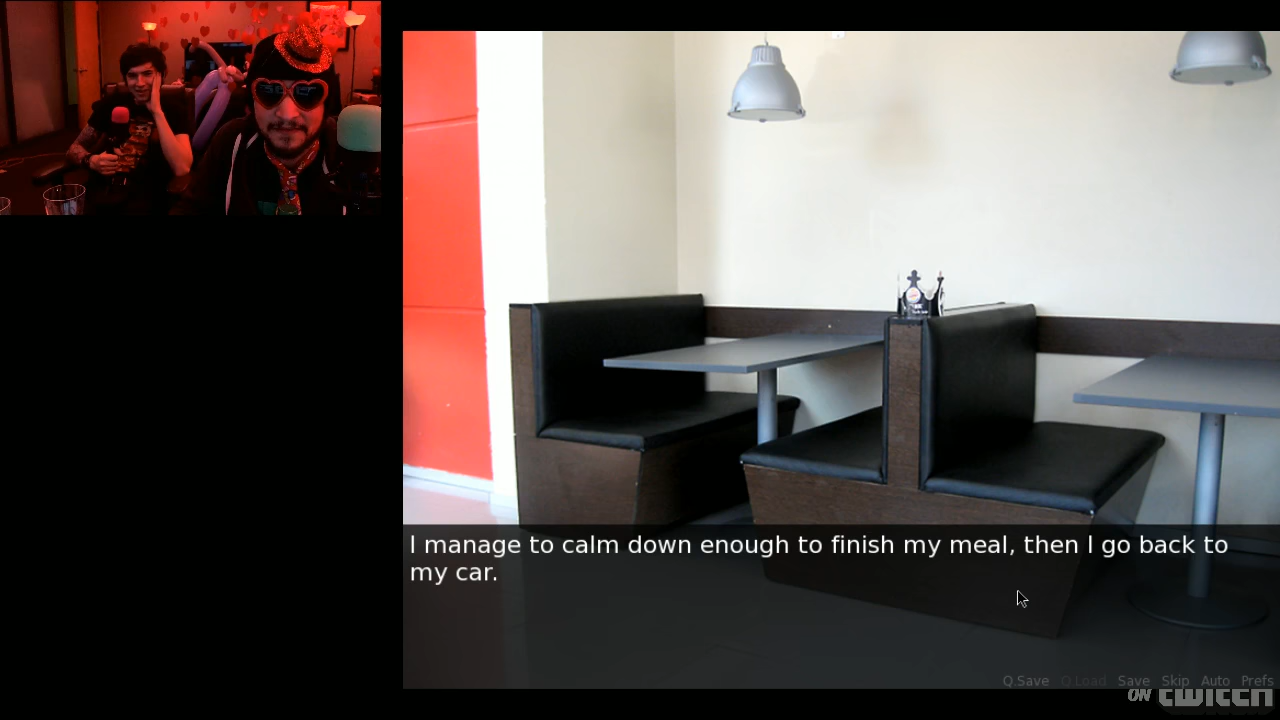 I manage to calm down enough to finish my meal, then I go back to
my car.
Q.Save Q.Load Save Skip Auto Prefs
ON twitch